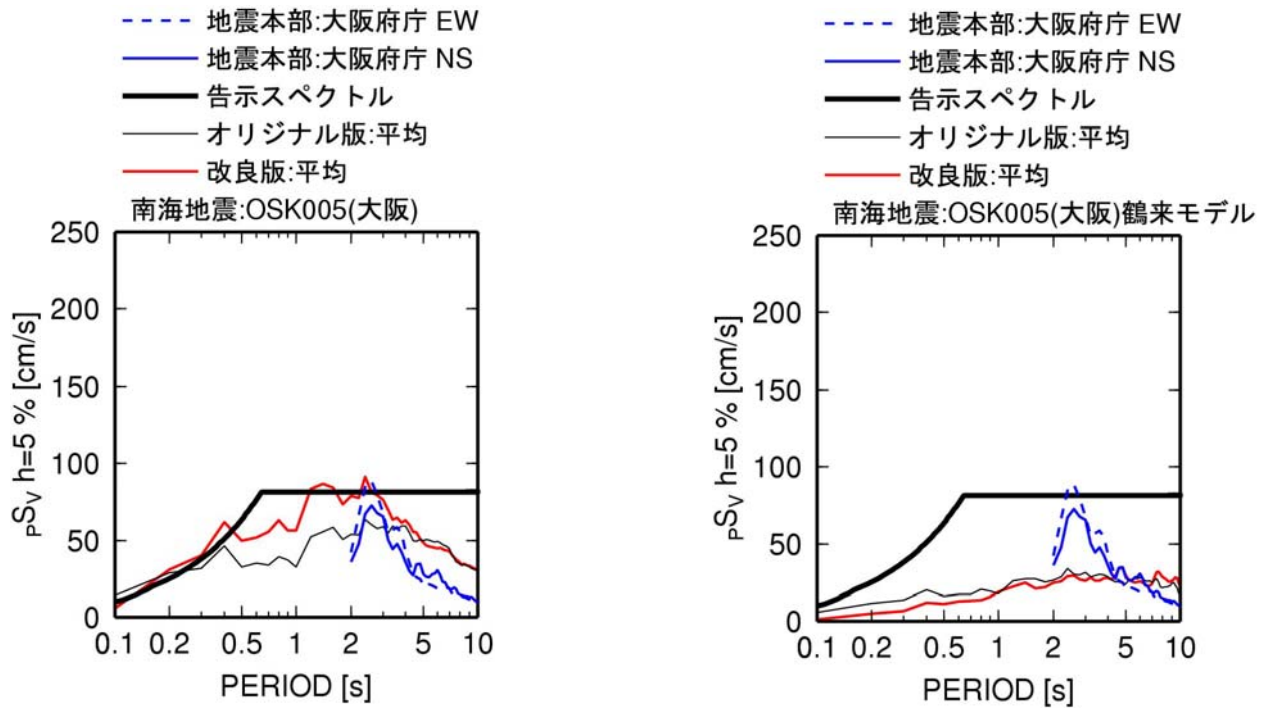 地震本部:大阪府庁 EW
地震本部:大阪府庁 NS
告示スペクトル
オリジナル版:平均
改良版:平均
南海地震:OSK005(大阪)
250
200
150
100
50
0
PSV h=5 % [cm/s]
0.1 0.2 0.5 1 2 5 10
PERIOD [s]
地震本部:大阪府庁 EW
地震本部:大阪府庁 NS
告示スペクトル
オリジナル版:平均
改良版:平均
南海地震:OSK005(大阪)鶴来モデル
250
200
150
100
50
0
PSV h=5 % [cm/s]
0.1 0.2 0.5 1 2 5 10
PERIOD [s]